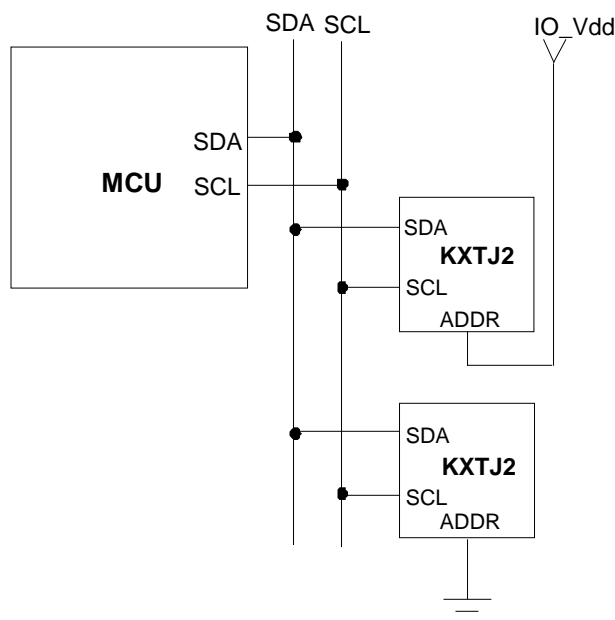 SDA SCL
IO_Vdd
SDA
MCU
SCL
SDA
KXTJ2
SCL
ADDR
SDA
KXTJ2
SCL
ADDR